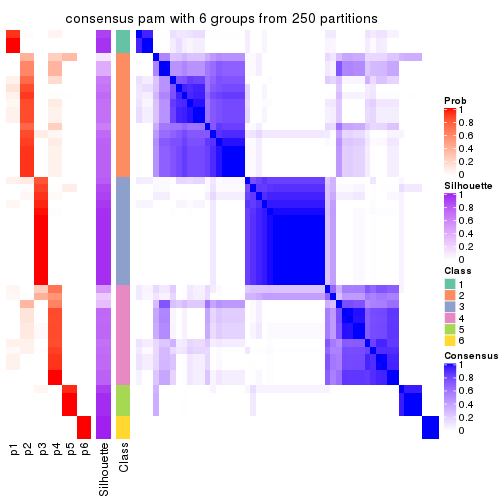 consensus pam with 6 groups from 250 partitions
Prob
1
0.8
0.6
0.4
0.2
0
Silhouette
1
0.8
0.6
0.4
0.2
0
Class
1
2
3
4
5
6
Consensus
1
0.8
0.6
0.4
0.2
0
p1
p2
p3
p4
p5
p6
Silhouette
Class